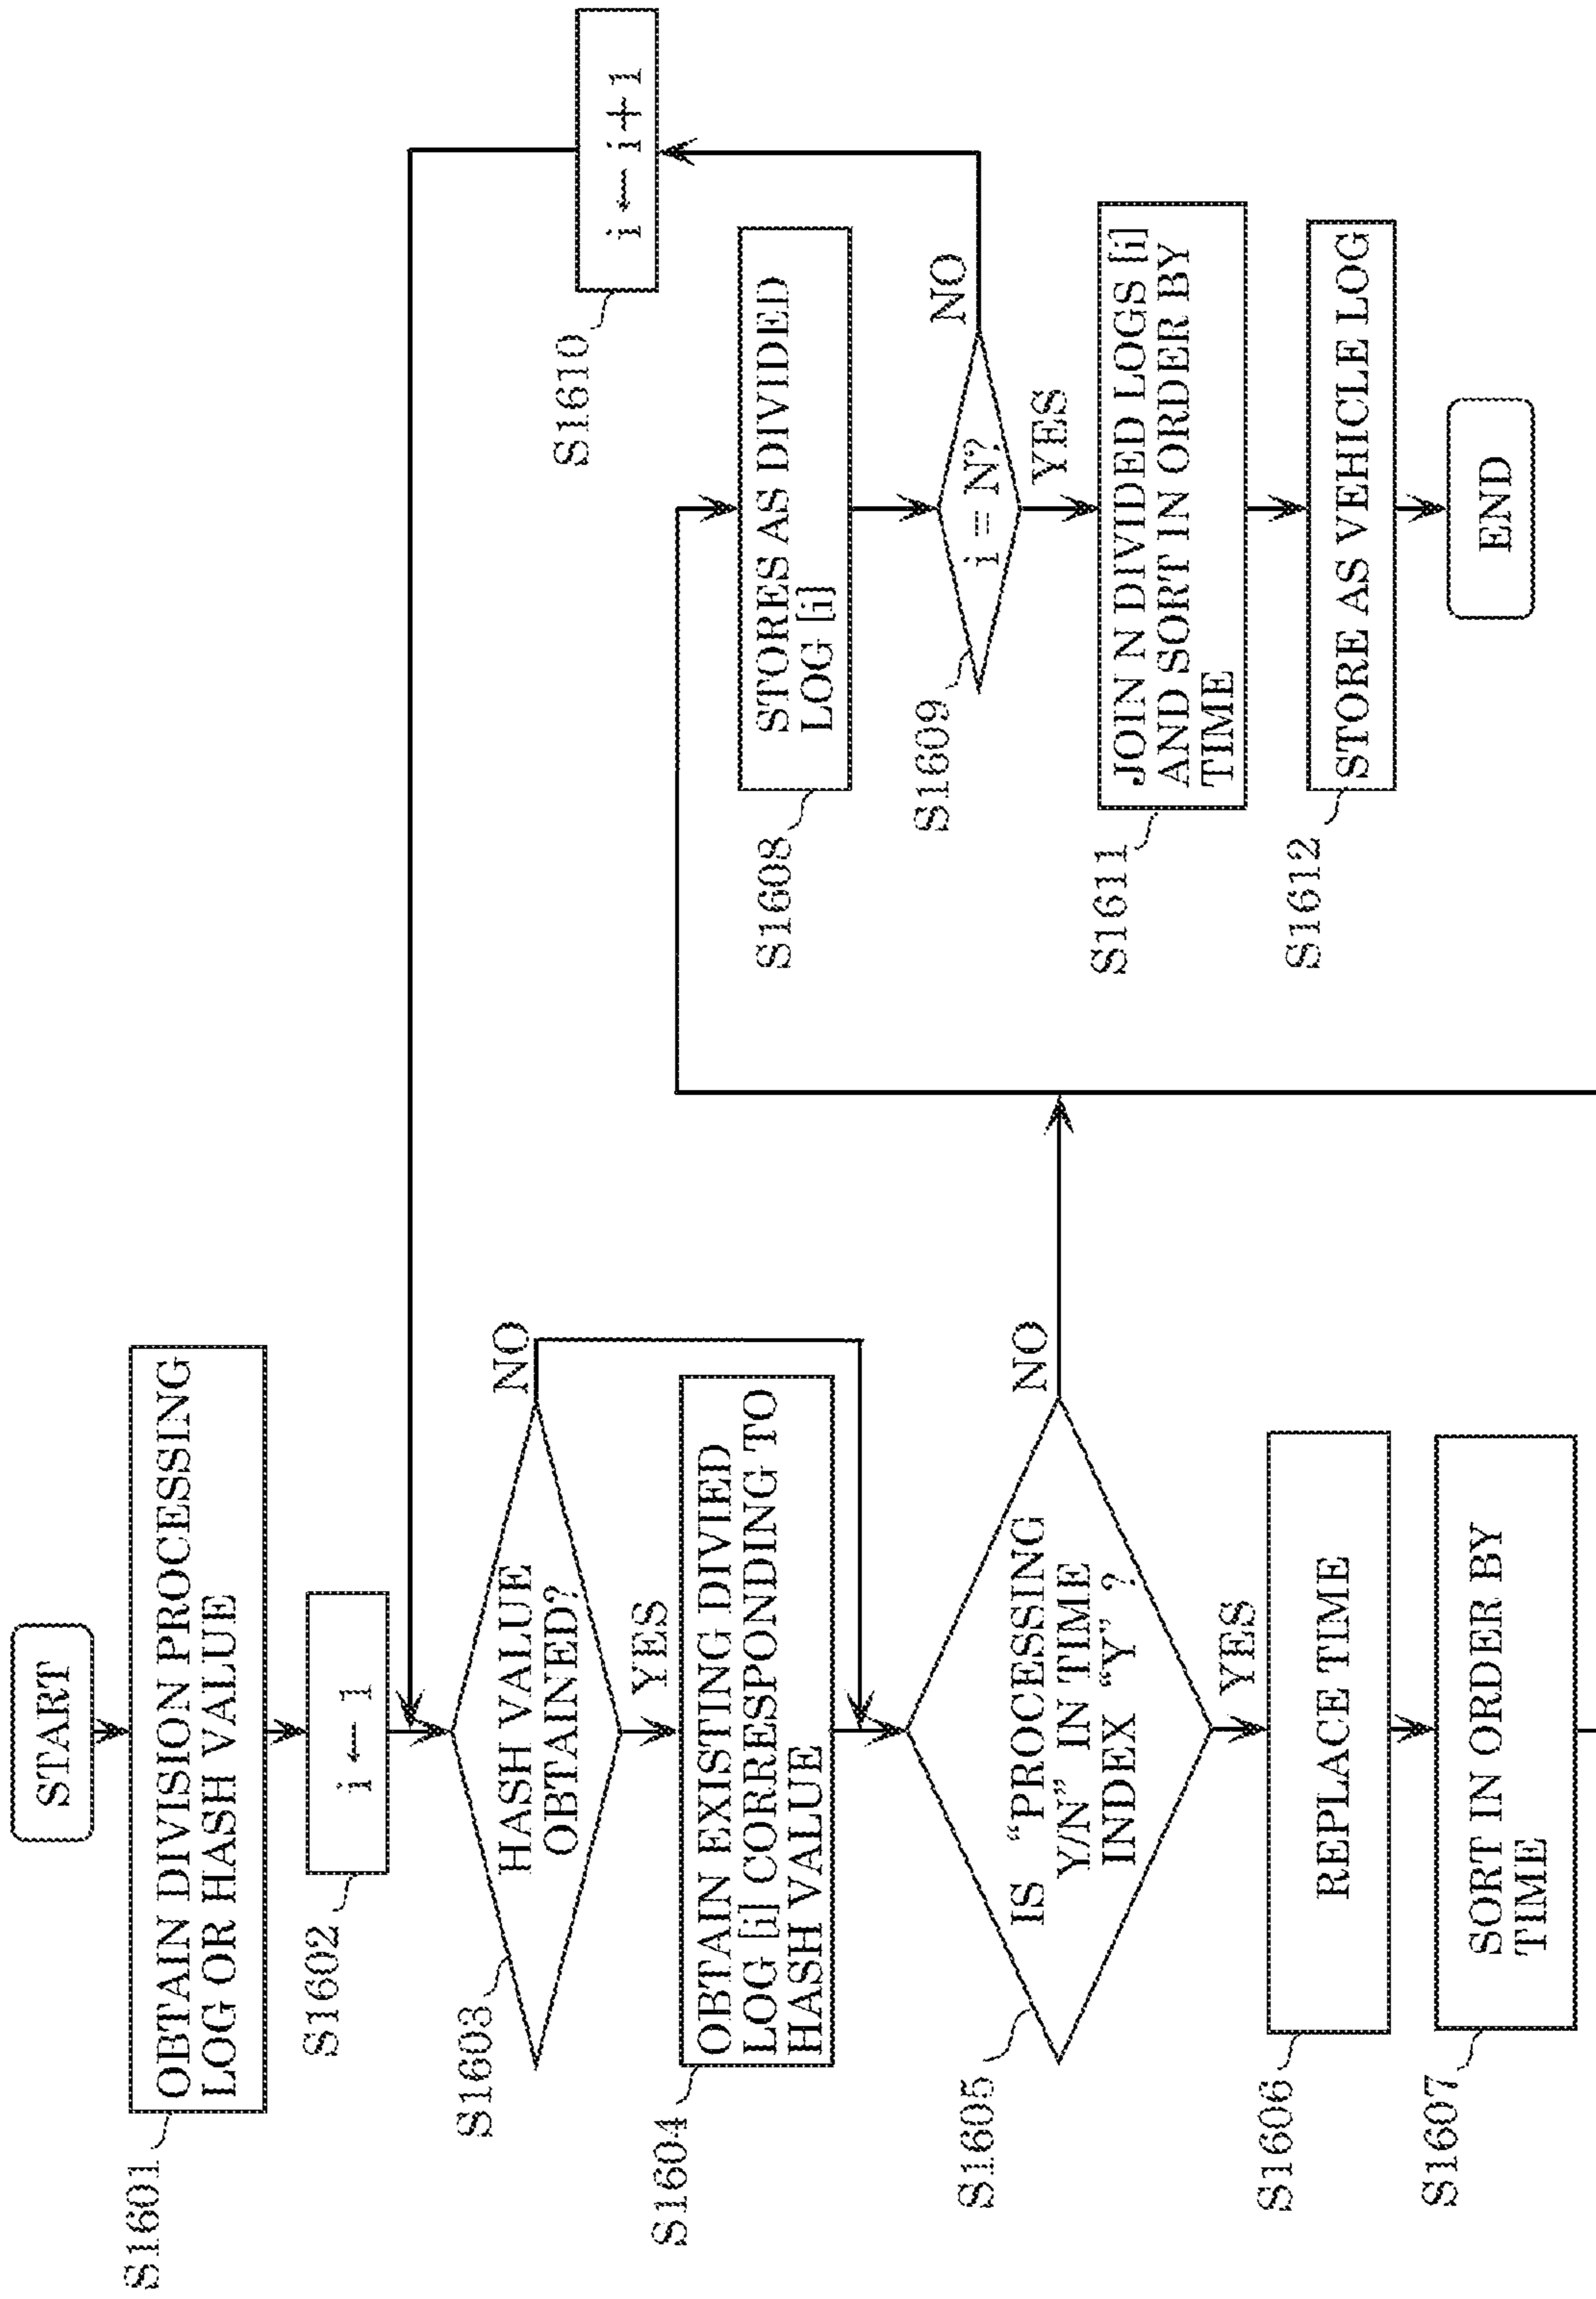 START
S1601
OBTAIN DIVISION PROCESSING
LOG OR HASH VALUE
S1602
i ← 1
S1603
HASH VALUE
OBTAINED?
NO
YES
S1604
OBTAIN EXISTING DIVIED
LOG [i] CORRESPONDING TO
HASH VALUE
S1605
IS “PROCESSING
Y/N” IN TIME
INDEX “Y” ?
NO
YES
S1606
REPLACE TIME
S1607
SORT IN ORDER BY
TIME
S1608
STORES AS DIVIDED
LOG [i]
S1609
i = N?
NO
YES
S1610
i ← i + 1
S1611
JOIN N DIVIDED LOGS [i]
AND SORT IN ORDER BY
TIME
S1612
STORE AS VEHICLE LOG
END